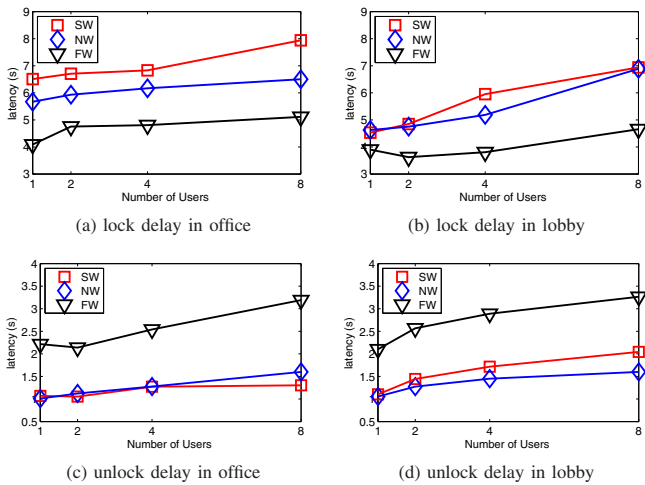 9
8
7
6
5
4
3
latency (s)
SW
NW
FW
1 2 4 8
Number of Users
(a) lock delay in office
9
8
7
6
5
4
3
latency (s)
SW
NW
FW
1 2 4 8
Number of Users
(b) lock delay in lobby
4
3.5
3
2.5
2
1.5
1
0.5
latency (s)
SW
NW
FW
1 2 4 8
Number of Users
(c) unlock delay in office
4
3.5
3
2.5
2
1.5
1
0.5
latency (s)
SW
NW
FW
1 2 4 8
Number of Users
(d) unlock delay in lobby